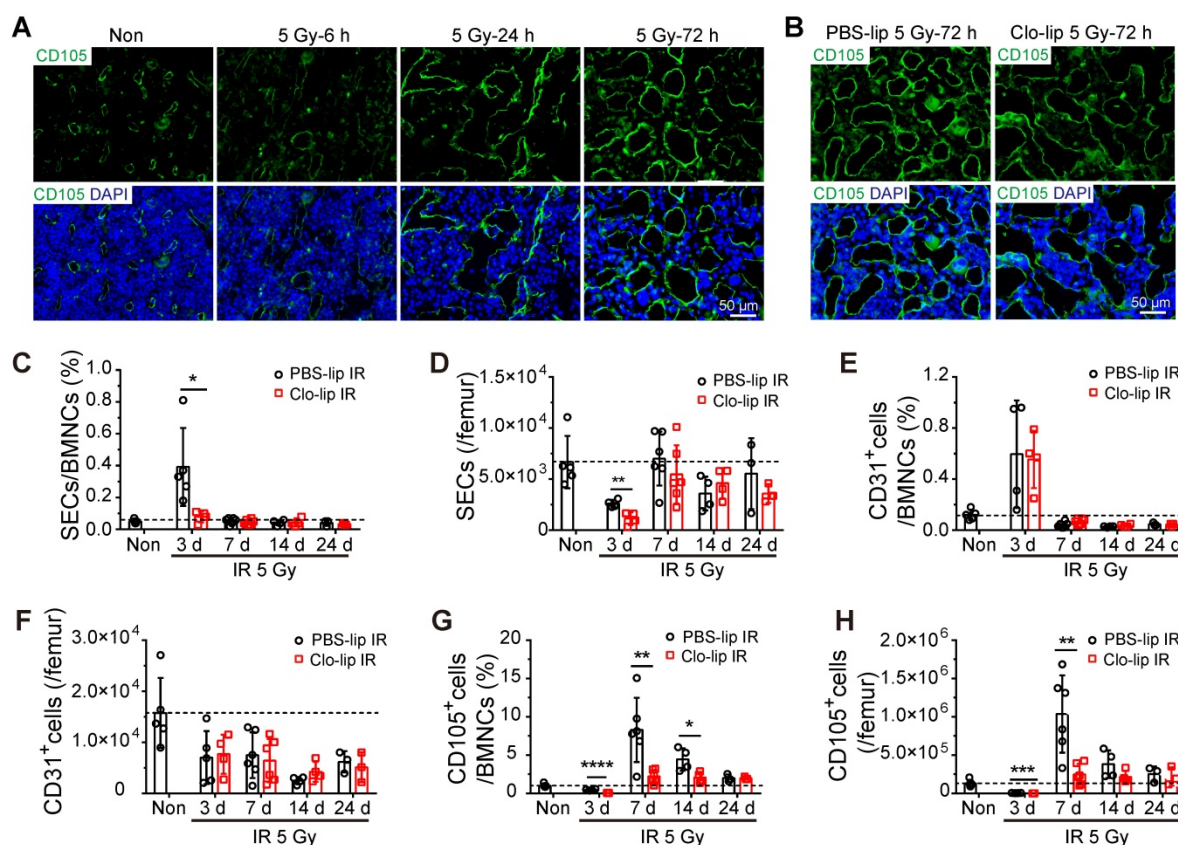 A
Non
5 Gy-6 h
5 Gy-24 h
5 Gy-72 h
CD105
CD105 DAPI
50 µm
B
PBS-lip 5 Gy-72 h
Clo-lip 5 Gy-72 h
CD105
CD105
CD105 DAPI
CD105 DAPI
50 µm
C
SECs/BMNCs (%)
1.0
0.8
0.6
0.4
0.2
0.0
*
PBS-lip IR
Clo-lip IR
Non 3 d 7 d 14 d 24 d
IR 5 Gy
D
SECs (/femur)
1.5×10⁴
1.0×10⁴
5.0×10³
0
**
PBS-lip IR
Clo-lip IR
Non 3 d 7 d 14 d 24 d
IR 5 Gy
E
CD31⁺cells
/BMNCs (%)
1.2
0.8
0.4
0.0
PBS-lip IR
Clo-lip IR
Non 3 d 7 d 14 d 24 d
IR 5 Gy
F
CD31⁺cells (/femur)
3.0×10⁴
2.0×10⁴
1.0×10⁴
0
PBS-lip IR
Clo-lip IR
Non 3 d 7 d 14 d 24 d
IR 5 Gy
G
CD105⁺cells
/BMNCs (%)
20
15
10
5
0
****
**
*
PBS-lip IR
Clo-lip IR
Non 3 d 7 d 14 d 24 d
IR 5 Gy
H
CD105⁺cells
(/femur)
2.0×10⁶
1.5×10⁶
1.0×10⁶
5.0×10⁵
0
***
**
PBS-lip IR
Clo-lip IR
Non 3 d 7 d 14 d 24 d
IR 5 Gy